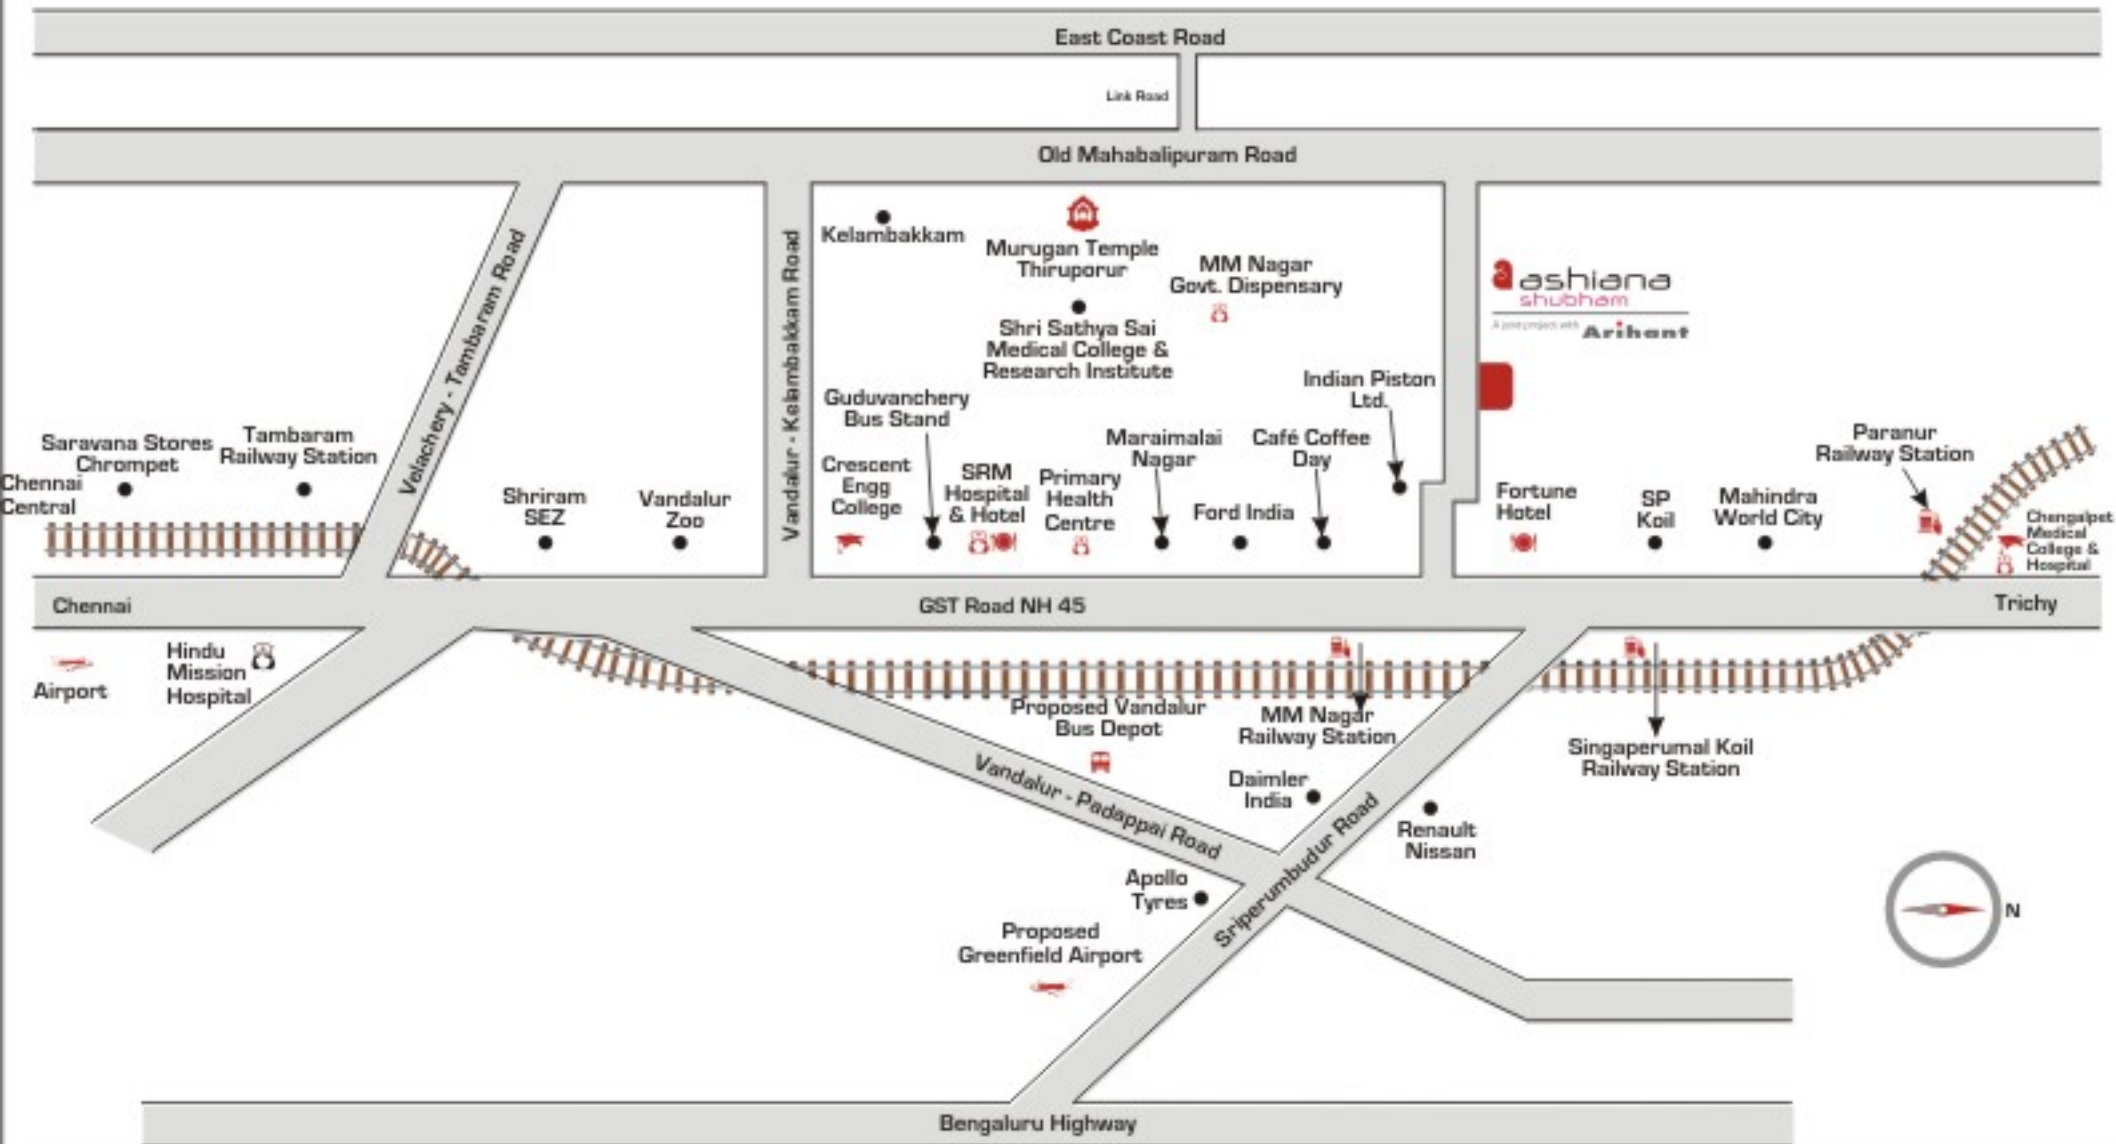 East Coast Road
Link Road
Old Mahabalipuram Road
Velachery - Tambaram Road
Vandalur - Kelambakkam Road
Kelambakkam
Murugan Temple
Thiruporur
MM Nagar
Govt. Dispensary
Shri Sathya Sai
Medical College &
Research Institute
ashiana
shubham
A joint project with Arihant
Indian Piston
Ltd.
Guduvanchery
Bus Stand
Maraimalai
Nagar
Café Coffee
Day
Saravana Stores
Chrompet
Tambaram
Railway Station
Chennai
Central
Shriram
SEZ
Vandalur
Zoo
Crescent
Engg
College
SRM
Hospital
& Hotel
Primary
Health
Centre
Ford India
Fortune
Hotel
SP
Koil
Mahindra
World City
Paranur
Railway Station
Chengalpet
Medical
College &
Hospital
Chennai
GST Road NH 45
Trichy
Airport
Hindu
Mission
Hospital
Proposed Vandalur
Bus Depot
MM Nagar
Railway Station
Singaperumal Koil
Railway Station
Vandalur - Padappai Road
Daimler
India
Sriperumbudur Road
Renault
Nissan
Apollo
Tyres
Proposed
Greenfield Airport
N
Bengaluru Highway